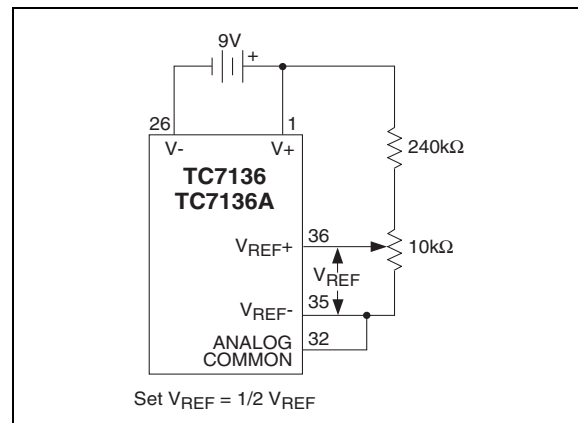 9V
+
26
1
V-
V+
TC7136
TC7136A
240kΩ
36
VREF+
10kΩ
VREF
35
VREF-
32
ANALOG
COMMON
Set VREF = 1/2 VREF